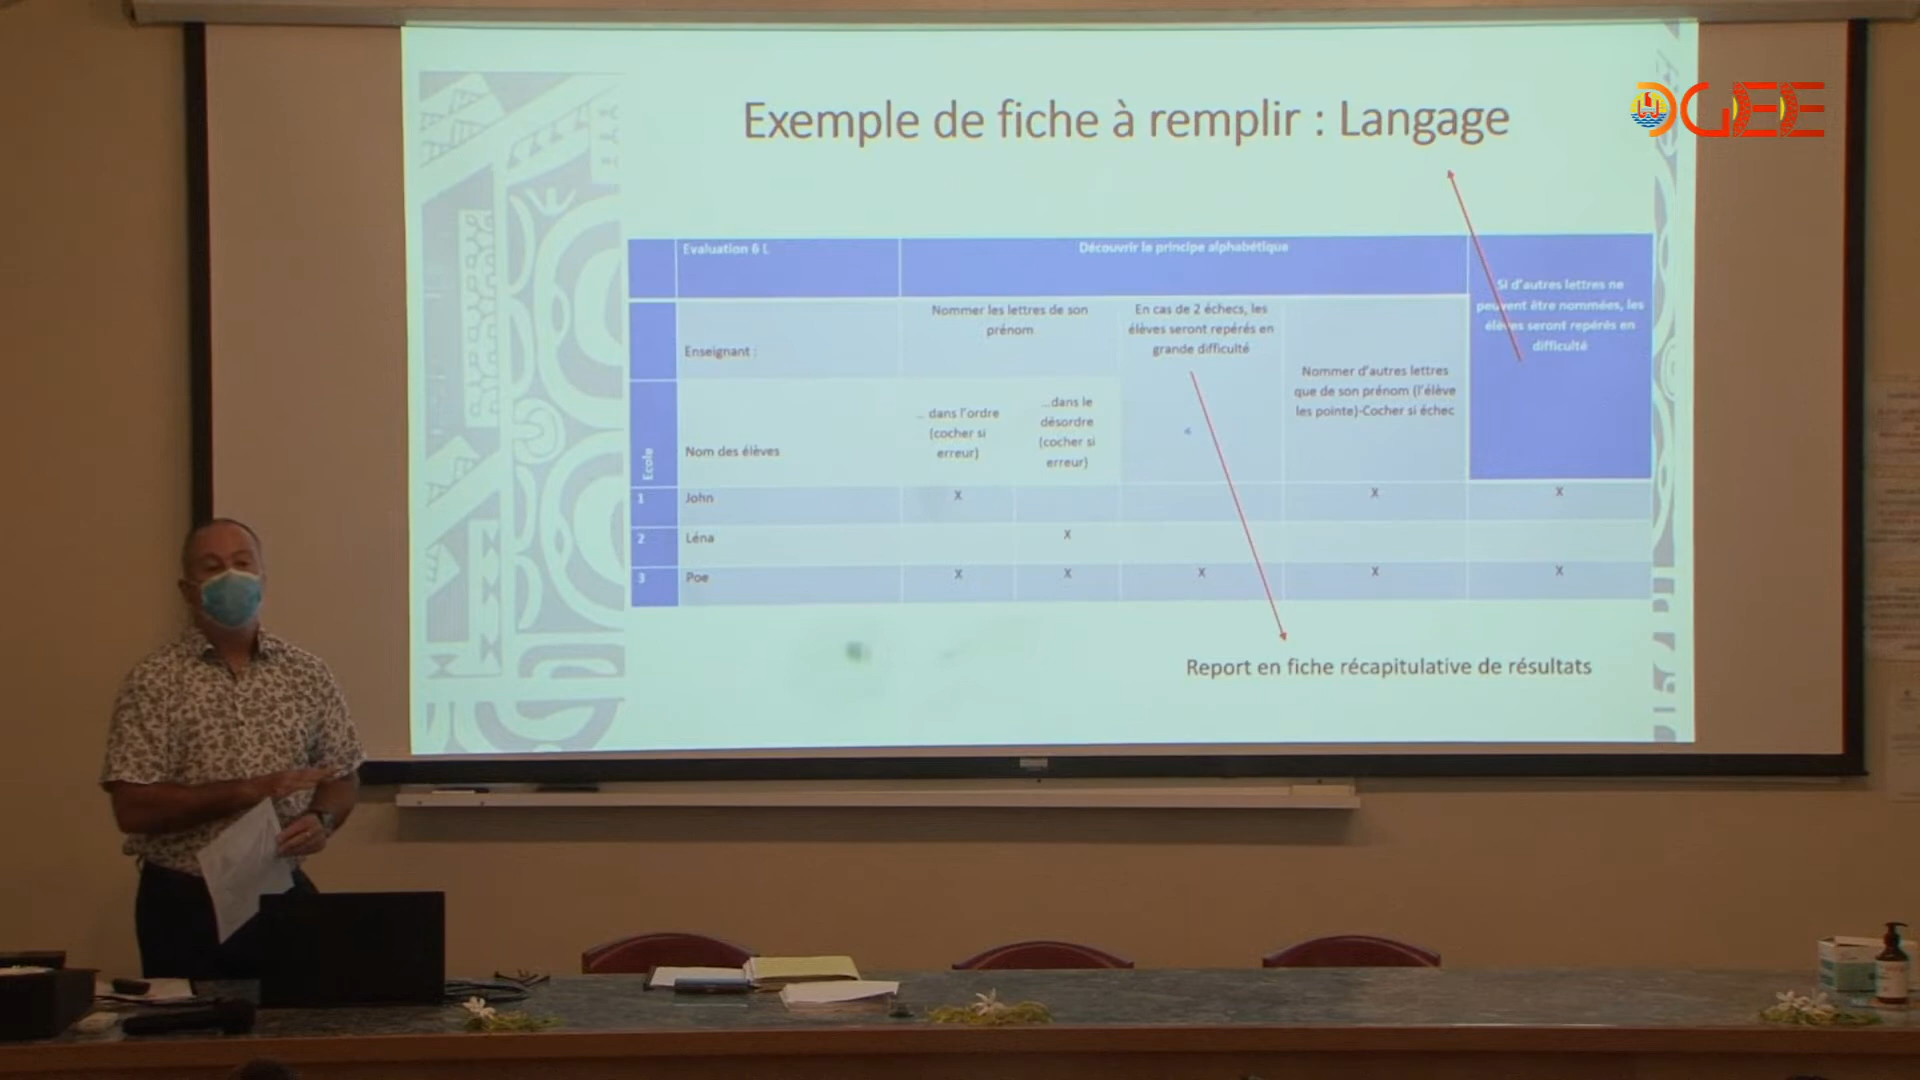 DGEE
Exemple de fiche à remplir : Langage
Evaluation 6 L
Découvrir le principe alphabétique
Si d'autres lettres ne
peuvent être nommées, les
élèves seront repérés en
difficulté
Enseignant :
Nommer les lettres de son
prénom
En cas de 2 échecs, les
élèves seront repérés en
grande difficulté
Nommer d'autres lettres
que de son prénom (l'élève
les pointe)-Cocher si échec
Ecole
Nom des élèves
... dans l'ordre
(cocher si
erreur)
...dans le
désordre
(cocher si
erreur)
1 John X X X
2 Léna X
3 Poe X X X X X
Report en fiche récapitulative de résultats